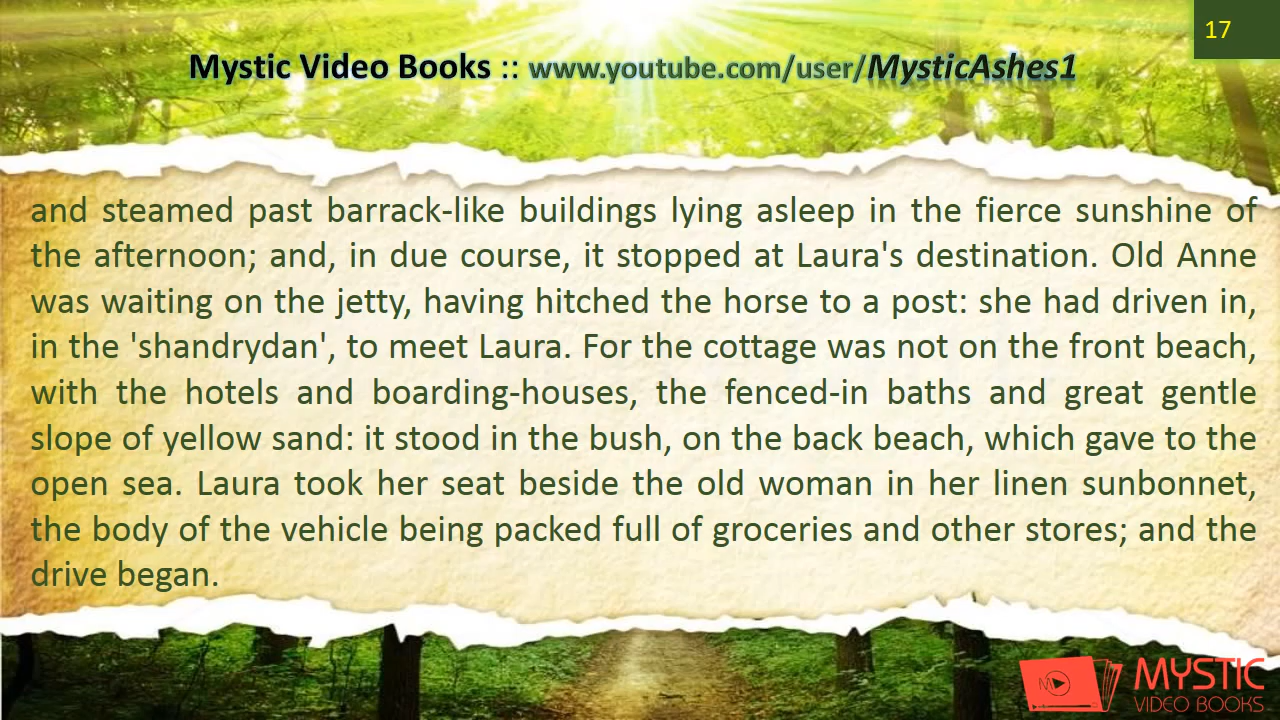 17
Mystic Video Books :: www.youtube.com/user/MysticAshes1
and steamed past barrack-like buildings lying asleep in the fierce sunshine of
the afternoon; and, in due course, it stopped at Laura's destination. Old Anne
was waiting on the jetty, having hitched the horse to a post: she had driven in,
in the 'shandrydan', to meet Laura. For the cottage was not on the front beach,
with the hotels and boarding-houses, the fenced-in baths and great gentle
slope of yellow sand: it stood in the bush, on the back beach, which gave to the
open sea. Laura took her seat beside the old woman in her linen sunbonnet,
the body of the vehicle being packed full of groceries and other stores; and the
drive began.
MYSTIC
VIDEO BOOKS